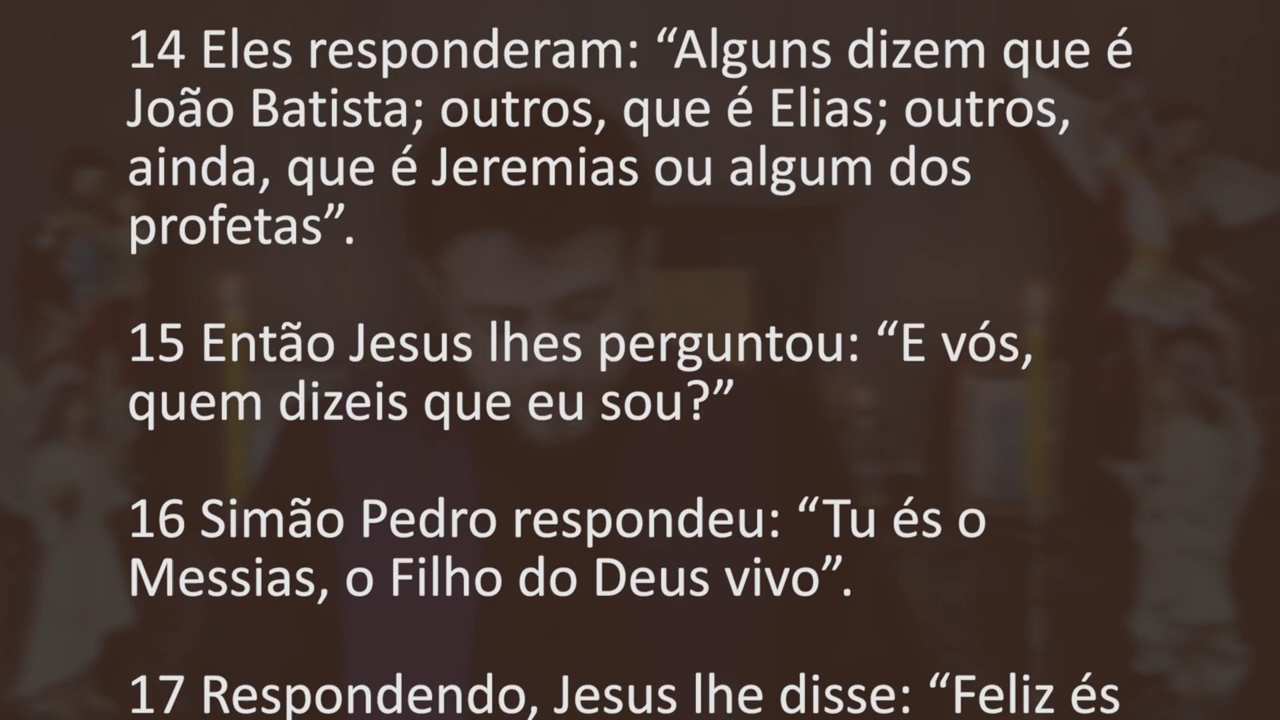 14 Eles responderam: “Alguns dizem que é
João Batista; outros, que é Elias; outros,
ainda, que é Jeremias ou algum dos
profetas”.
15 Então Jesus lhes perguntou: “E vós,
quem dizeis que eu sou?”
16 Simão Pedro respondeu: “Tu és o
Messias, o Filho do Deus vivo”.
17 Respondendo, Jesus lhe disse: “Feliz és